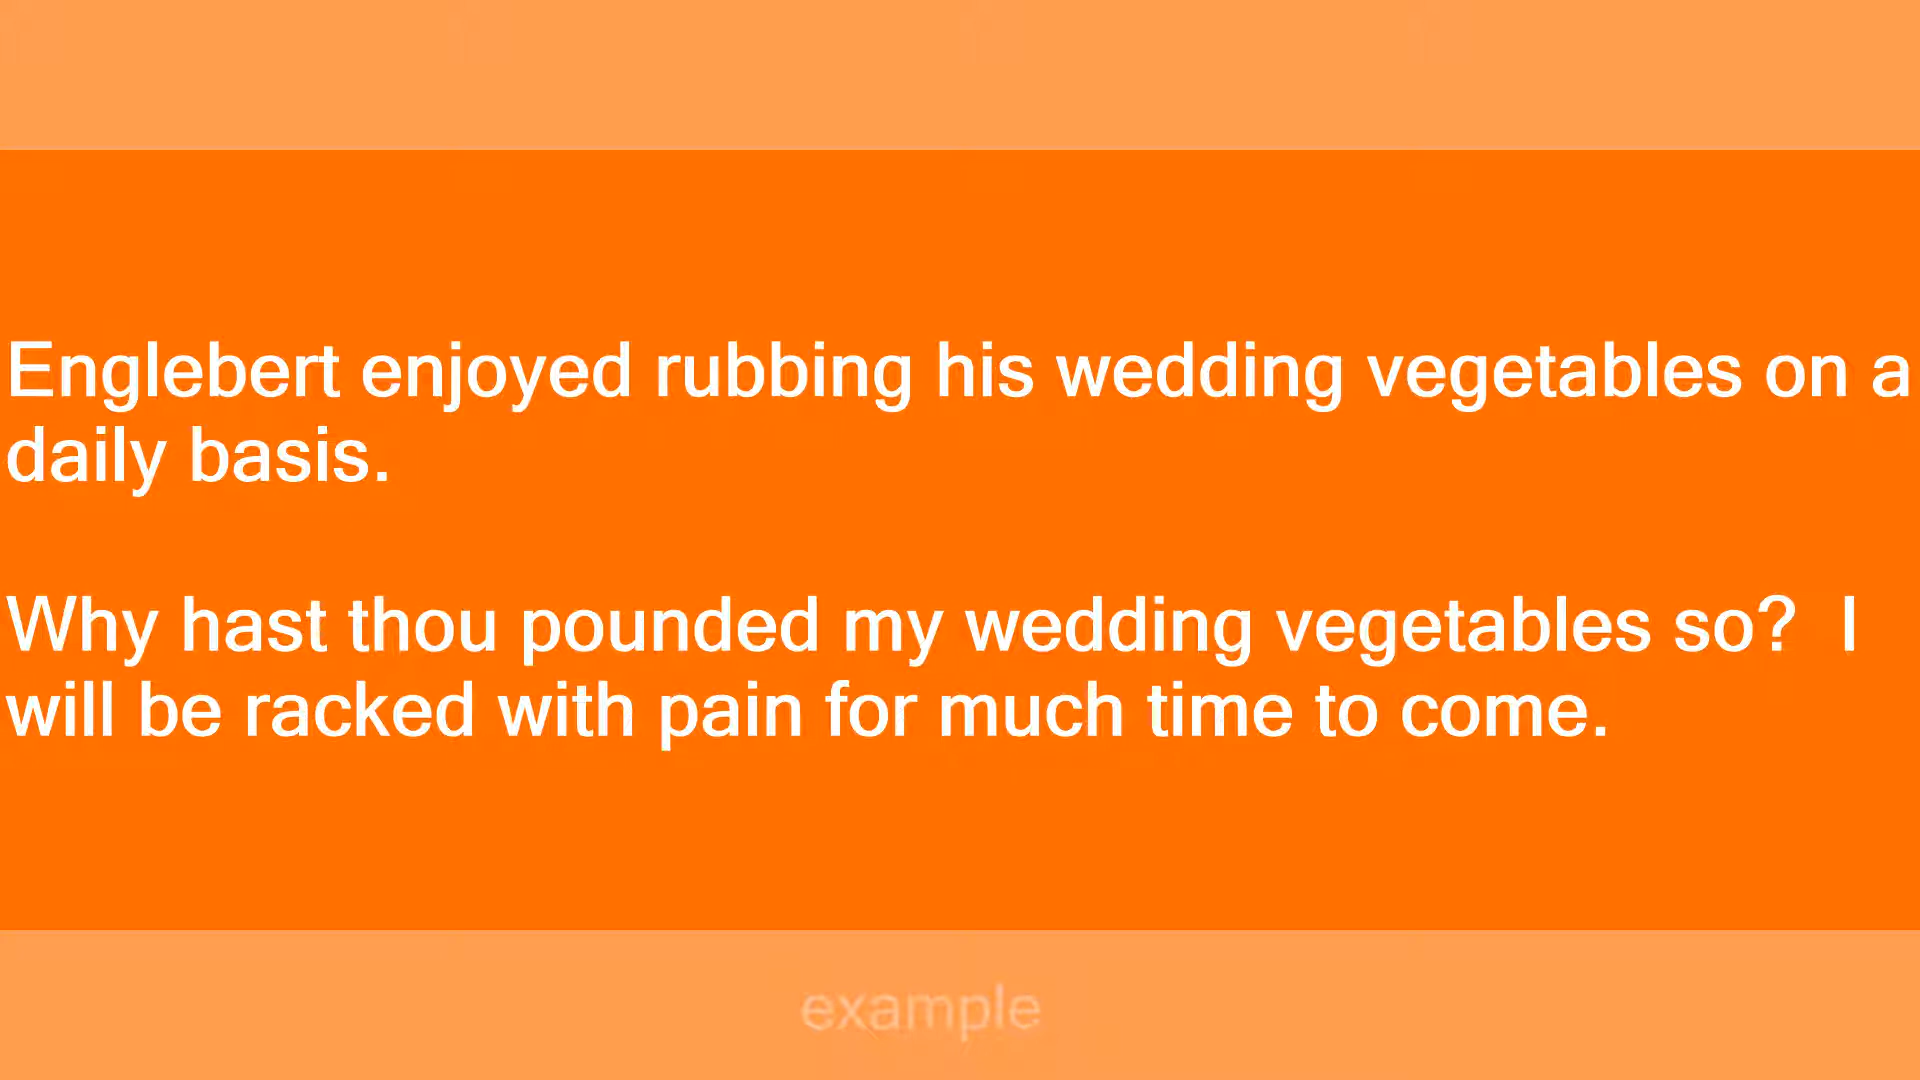 Englebert enjoyed rubbing his wedding vegetables on a
daily basis.
Why hast thou pounded my wedding vegetables so?  I
will be racked with pain for much time to come.
example